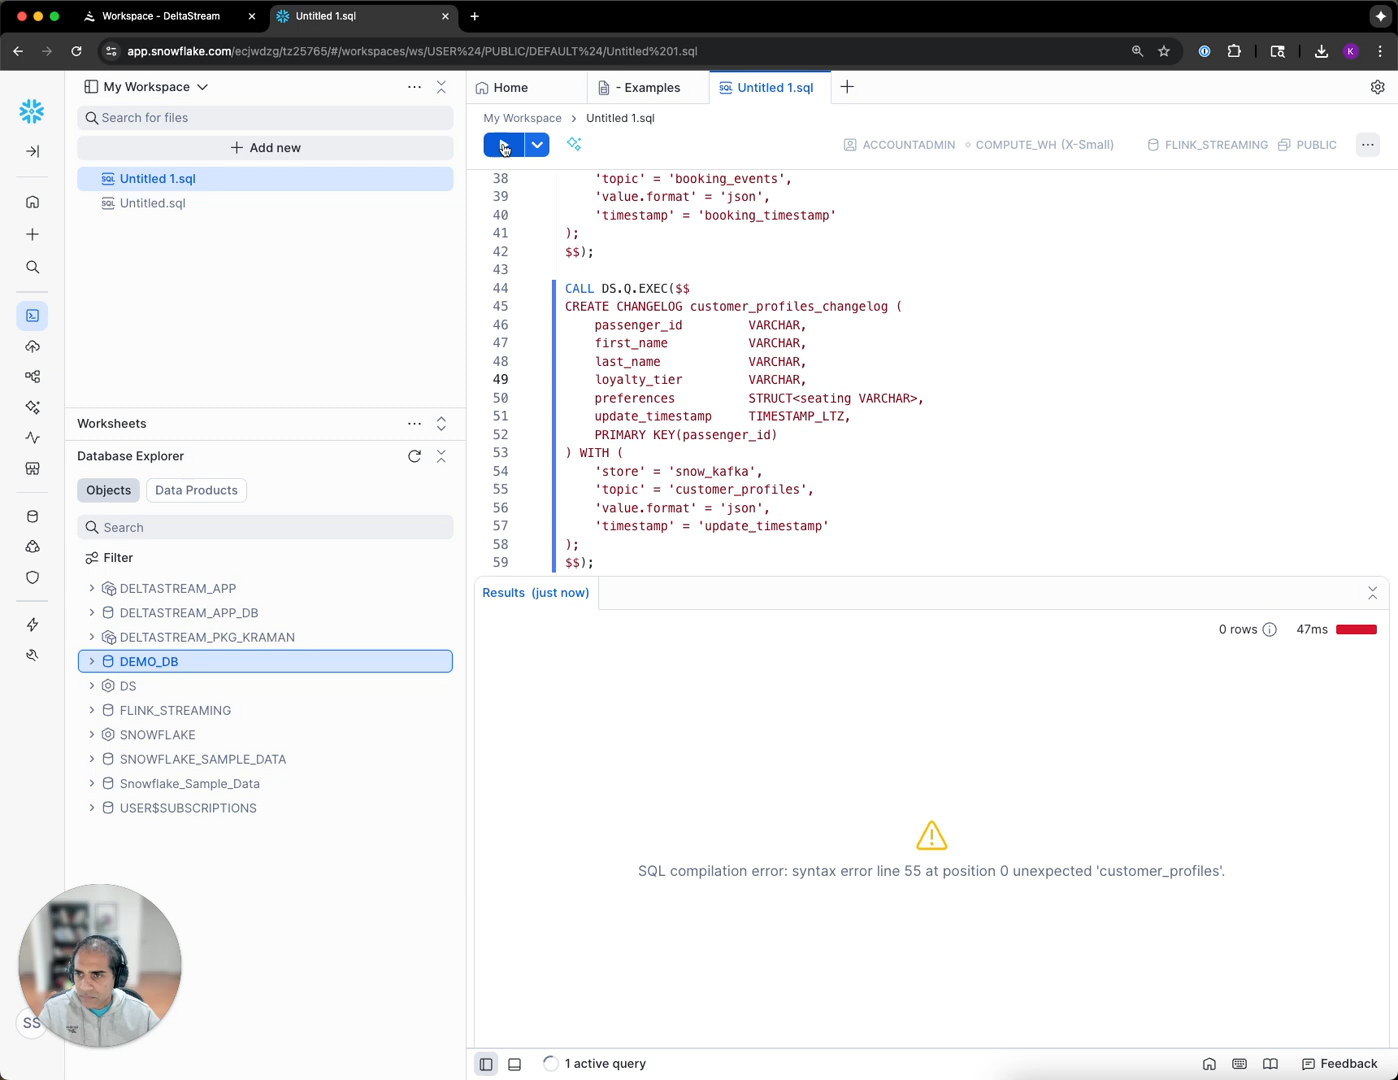 Workspace - DeltaStream
Untitled 1.sql
app.snowflake.com/ecjwdzg/tz25765/#/workspaces/ws/USER%24/PUBLIC/DEFAULT%24/Untitled%201.sql
K
My Workspace
Search for files
Add new
Untitled 1.sql
Untitled.sql
Worksheets
Database Explorer
Objects
Data Products
Search
Filter
DELTASTREAM_APP
DELTASTREAM_APP_DB
DELTASTREAM_PKG_KRAMAN
DEMO_DB
DS
FLINK_STREAMING
SNOWFLAKE
SNOWFLAKE_SAMPLE_DATA
Snowflake_Sample_Data
USER$SUBSCRIPTIONS
SS
Home
- Examples
Untitled 1.sql
My Workspace > Untitled 1.sql
ACCOUNTADMIN COMPUTE_WH (X-Small) FLINK_STREAMING PUBLIC
38 'topic' = 'booking_events',
39 'value.format' = 'json',
40 'timestamp' = 'booking_timestamp'
41 );
42 $$);
43
44 CALL DS.Q.EXEC($$
45 CREATE CHANGELOG customer_profiles_changelog (
46 passenger_id VARCHAR,
47 first_name VARCHAR,
48 last_name VARCHAR,
49 loyalty_tier VARCHAR,
50 preferences STRUCT<seating VARCHAR>,
51 update_timestamp TIMESTAMP_LTZ,
52 PRIMARY KEY(passenger_id)
53 ) WITH (
54 'store' = 'snow_kafka',
55 'topic' = 'customer_profiles',
56 'value.format' = 'json',
57 'timestamp' = 'update_timestamp'
58 );
59 $$);
Results (just now)
0 rows 47ms
SQL compilation error: syntax error line 55 at position 0 unexpected 'customer_profiles'.
1 active query
Feedback